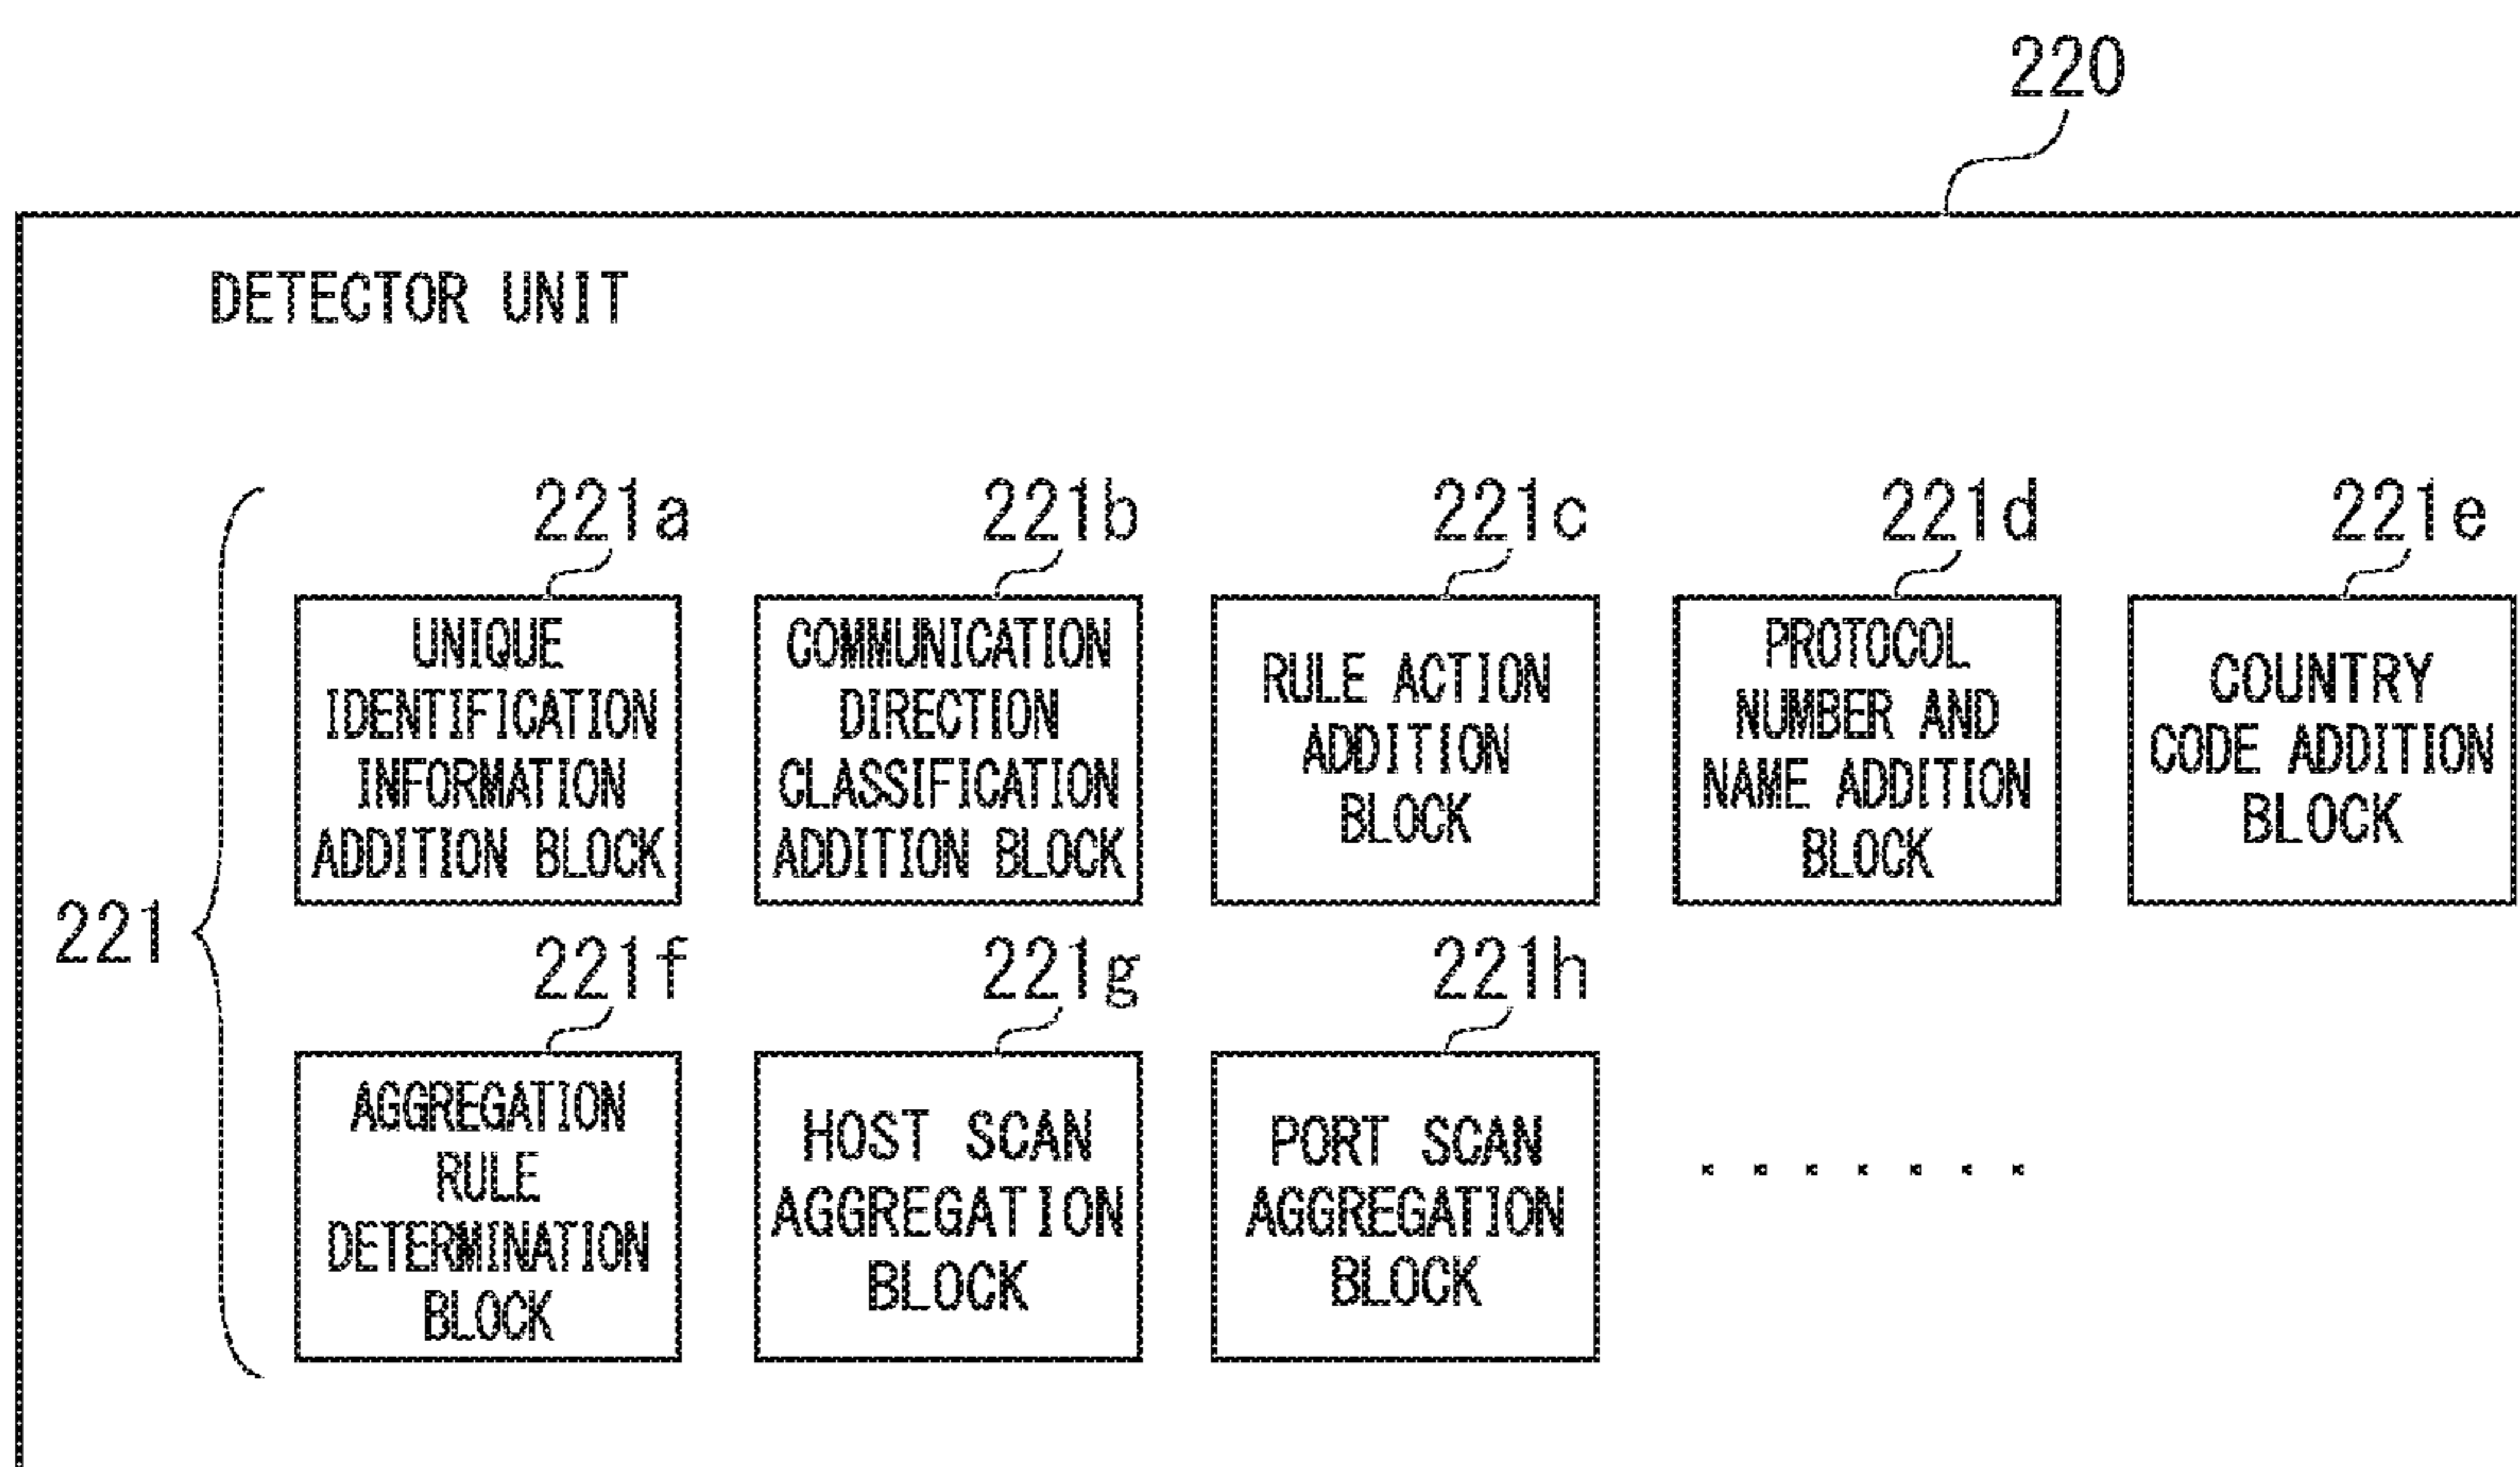 220
DETECTOR UNIT
221
221a
UNIQUE
IDENTIFICATION
INFORMATION
ADDITION BLOCK
221b
COMMUNICATION
DIRECTION
CLASSIFICATION
ADDITION BLOCK
221c
RULE ACTION
ADDITION
BLOCK
221d
PROTOCOL
NUMBER AND
NAME ADDITION
BLOCK
221e
COUNTRY
CODE ADDITION
BLOCK
221f
AGGREGATION
RULE
DETERMINATION
BLOCK
221g
HOST SCAN
AGGREGATION
BLOCK
221h
PORT SCAN
AGGREGATION
BLOCK
.......